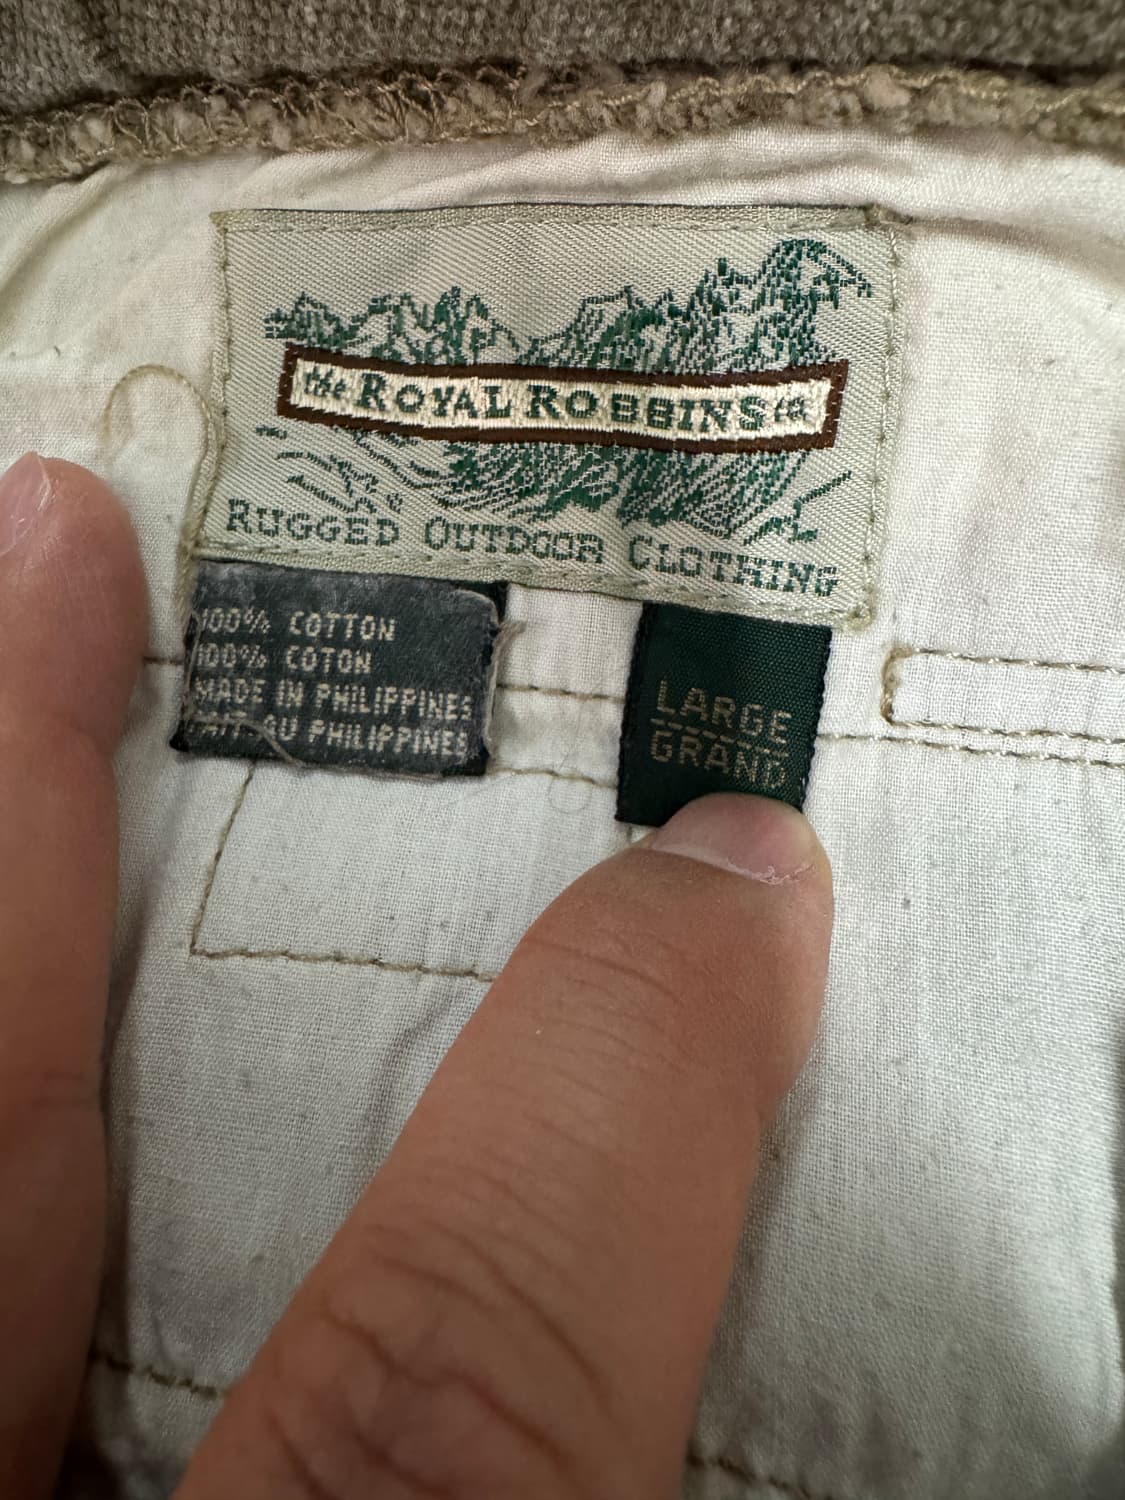 the ROYAL ROBBINS co.
RUGGED OUTDOOR CLOTHING
100% COTTON
100% COTON
MADE IN PHILIPPINES
FAIT AU PHILIPPINES
LARGE
GRAND